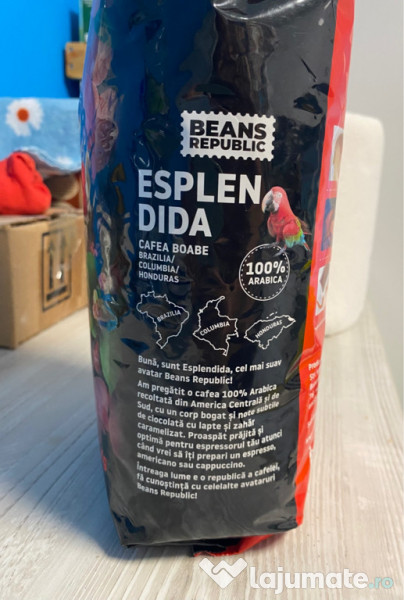 BEANS
REPUBLIC
ESPLEN
DIDA
CAFEA BOABE
BRAZILIA/
COLUMBIA/
HONDURAS
100%
ARABICA
BRAZILIA
COLUMBIA
HONDURAS
Bună, sunt Esplendida, cel mai suav
avatar Beans Republic!
Am pregătit o cafea 100% Arabica
recoltată din America Centrală și de
Sud, cu un corp bogat și note subtile
de ciocolată cu lapte și zahăr
caramelizat. Proaspăt prăjită și
optimă pentru espressorul tău atunci
când vrei să îți prepari un espresso,
americano sau cappuccino.
Întreaga lume e o republică a cafelei,
fă cunoștință cu celelalte avataruri
Beans Republic!
lajumate.ro